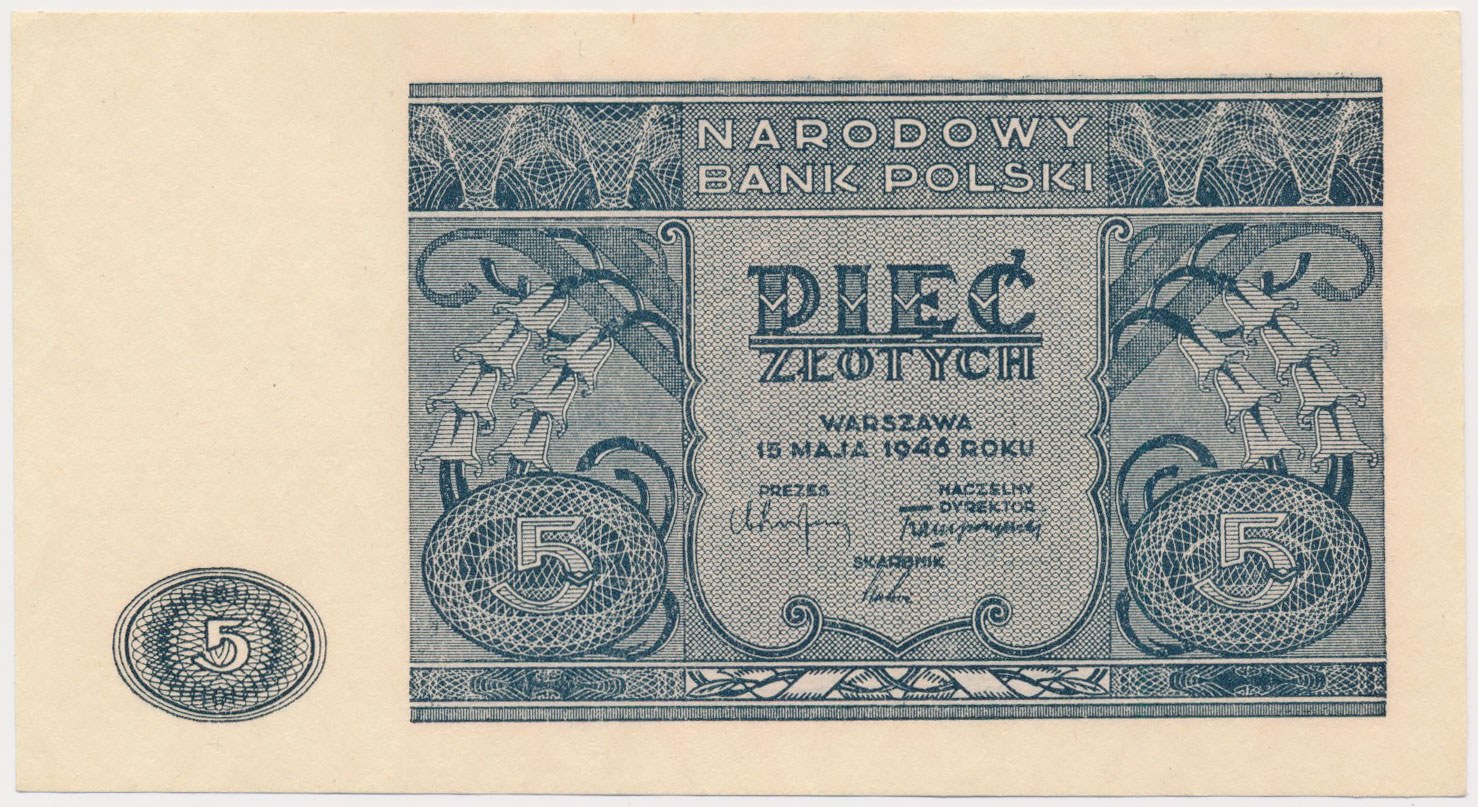 NARODOWY
BANK POLSKI
PIĘĆ
ZŁOTYCH
WARSZAWA
15 MAJA 1946 ROKU
PREZES
NACZELNY
DYREKTOR
SKARBNIK
5
5
5